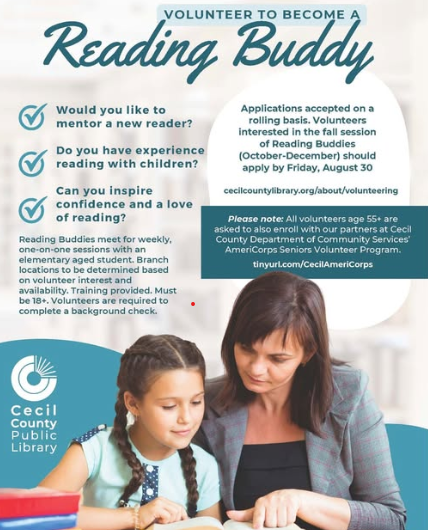 VOLUNTEER TO BECOME A
Reading Buddy
Would you like to
mentor a new reader?
Do you have experience
reading with children?
Can you inspire
confidence and a love
of reading?
Reading Buddies meet for weekly,
one-on-one sessions with an
elementary aged student. Branch
locations to be determined based
on volunteer interest and
availability. Training provided. Must
be 18+. Volunteers are required to
complete a background check.
Applications accepted on a
rolling basis. Volunteers
interested in the fall session
of Reading Buddies
(October-December) should
apply by Friday, August 30
cecilcountylibrary.org/about/volunteering
Please note: All volunteers age 55+ are
asked to also enroll with our partners at Cecil
County Department of Community Services'
AmeriCorps Seniors Volunteer Program.
tinyurl.com/CecilAmeriCorps
Cecil
County
Public
Library